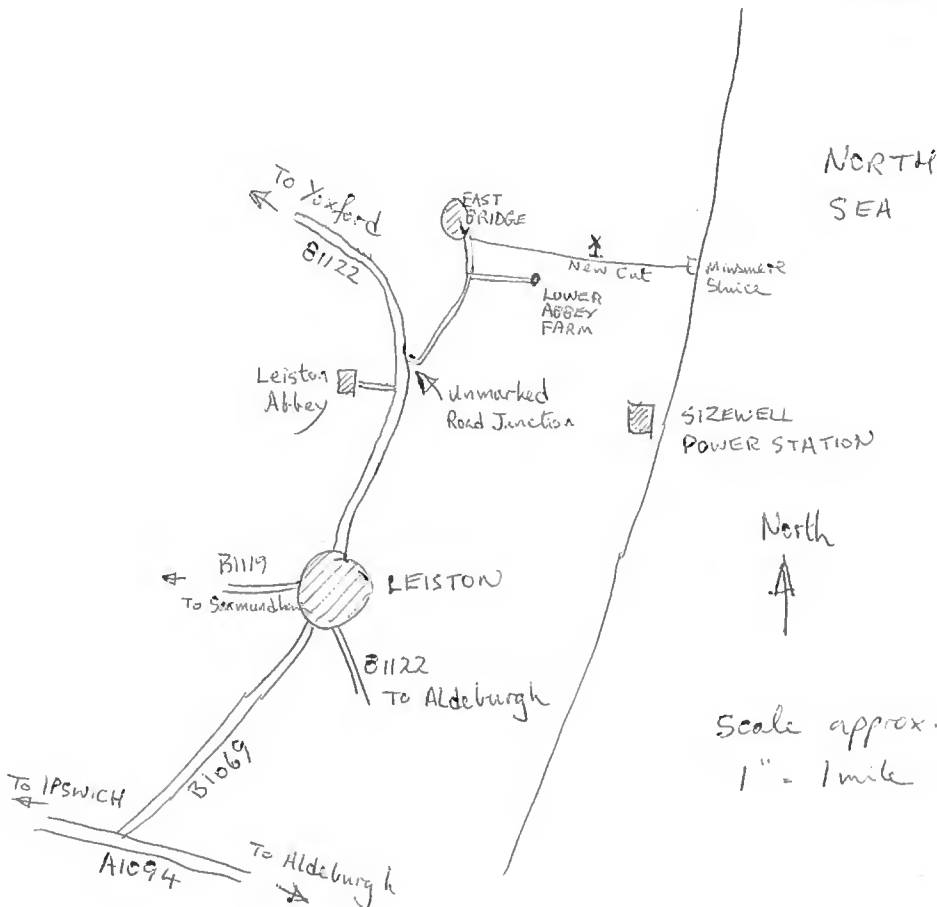 NORTH
SEA
To Yoxford
B1122
EAST
BRIDGE
New Cut
Minsmere
Sluice
LOWER
ABBEY
FARM
Leiston
Abbey
Unmarked
Road Junction
SIZEWELL
POWER STATION
North
B1119
To Saxmundham
LEISTON
B1122
To Aldeburgh
Scale approx.
1" = 1 mile
B1069
To IPSWICH
A1094
To Aldeburgh